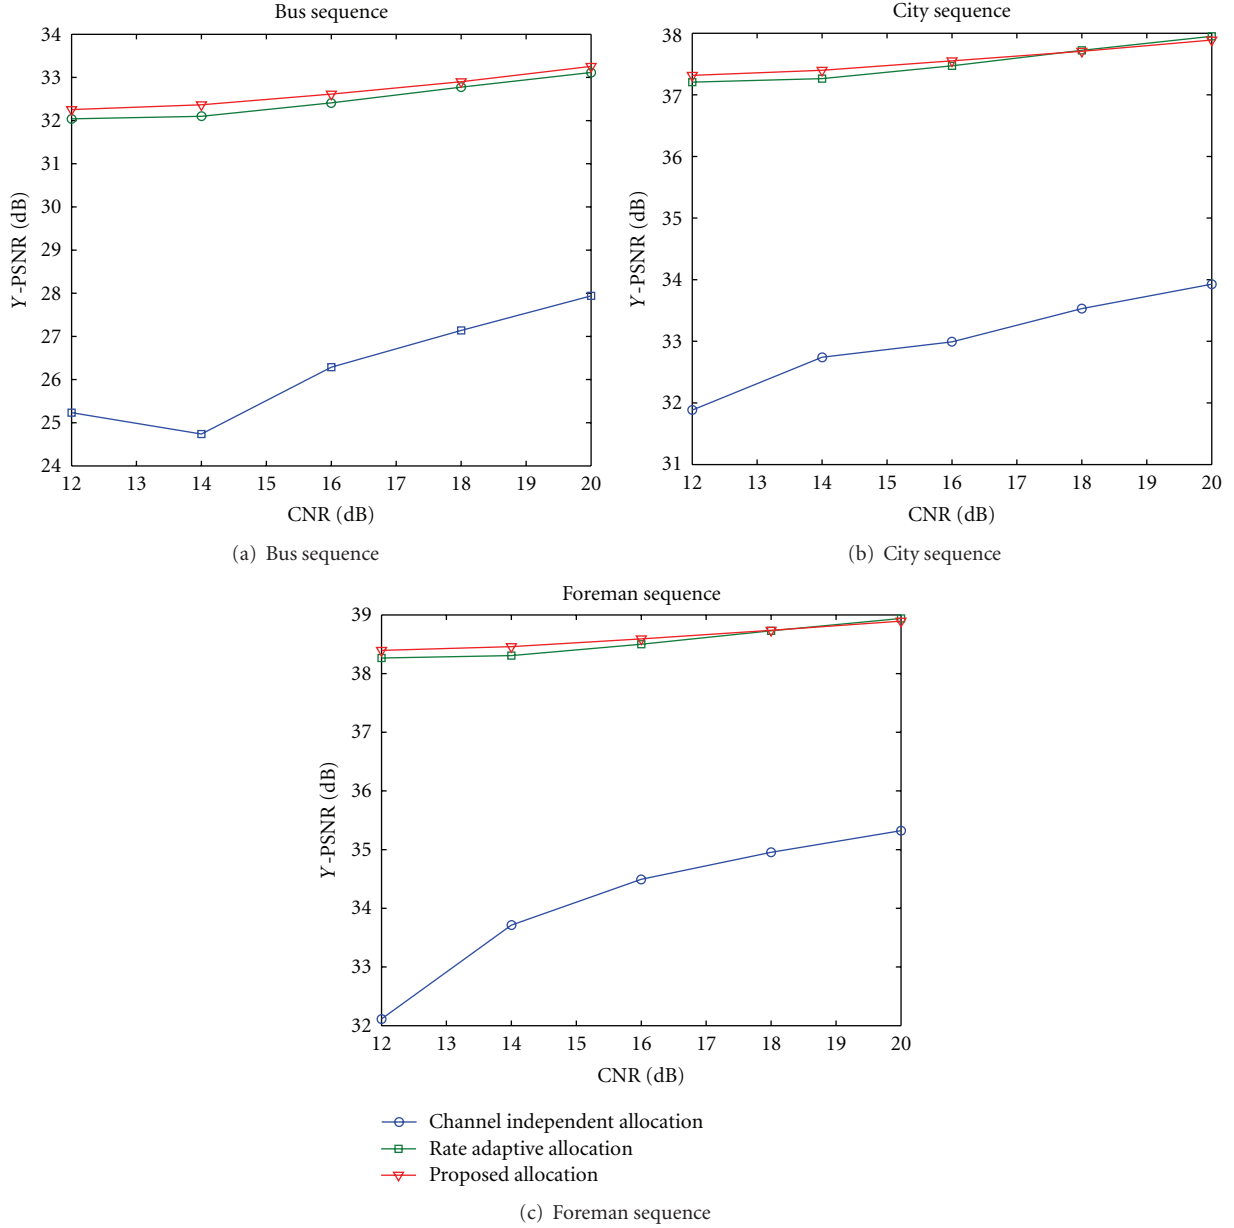 Bus sequence
34
33
32
31
30
29
28
27
26
25
24
Y-PSNR (dB)
12 13 14 15 16 17 18 19 20
CNR (dB)
(a) Bus sequence
City sequence
38
37
36
35
34
33
32
31
Y-PSNR (dB)
12 13 14 15 16 17 18 19 20
CNR (dB)
(b) City sequence
Foreman sequence
39
38
37
36
35
34
33
32
Y-PSNR (dB)
12 13 14 15 16 17 18 19 20
CNR (dB)
Channel independent allocation
Rate adaptive allocation
Proposed allocation
(c) Foreman sequence